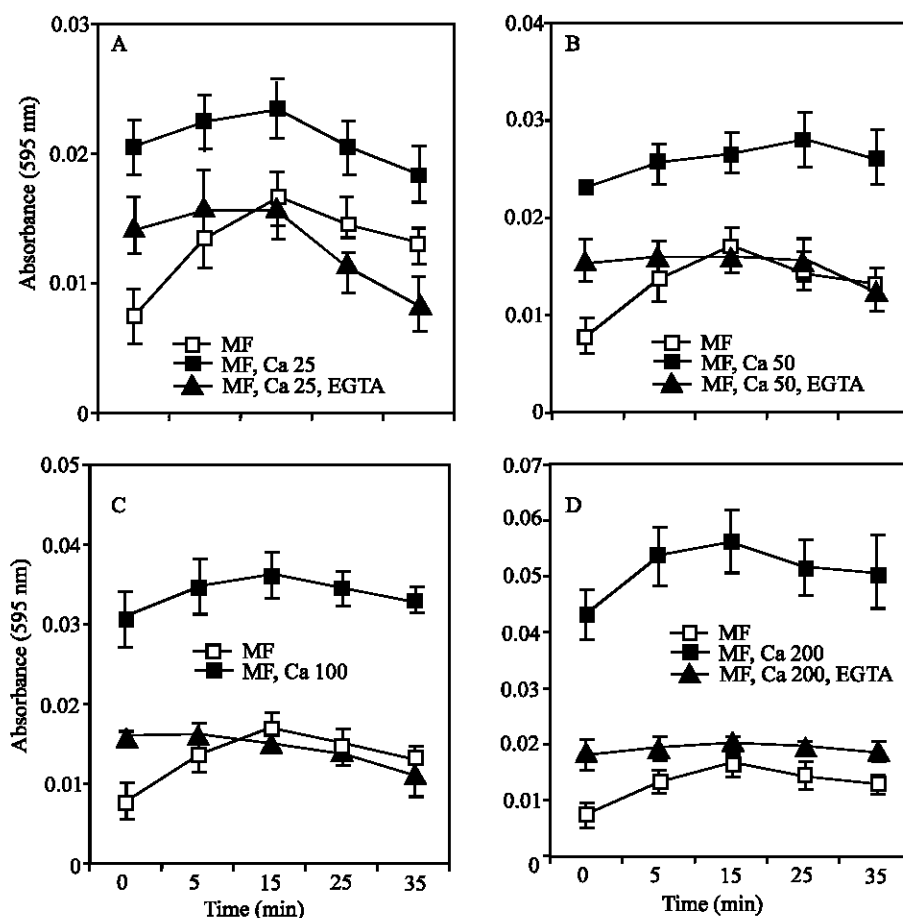 A
Absorbance (595 nm)
0.03
0.02
0.01
0
MF
MF, Ca 25
MF, Ca 25, EGTA
B
0.04
0.03
0.02
0.01
0
MF
MF, Ca 50
MF, Ca 50, EGTA
C
Absorbance (595 nm)
0.05
0.04
0.03
0.02
0.01
0
MF
MF, Ca 100
0 5 15 25 35
Time (min)
D
0.07
0.06
0.05
0.04
0.03
0.02
0.01
0
MF
MF, Ca 200
MF, Ca 200, EGTA
0 5 15 25 35
Time (min)